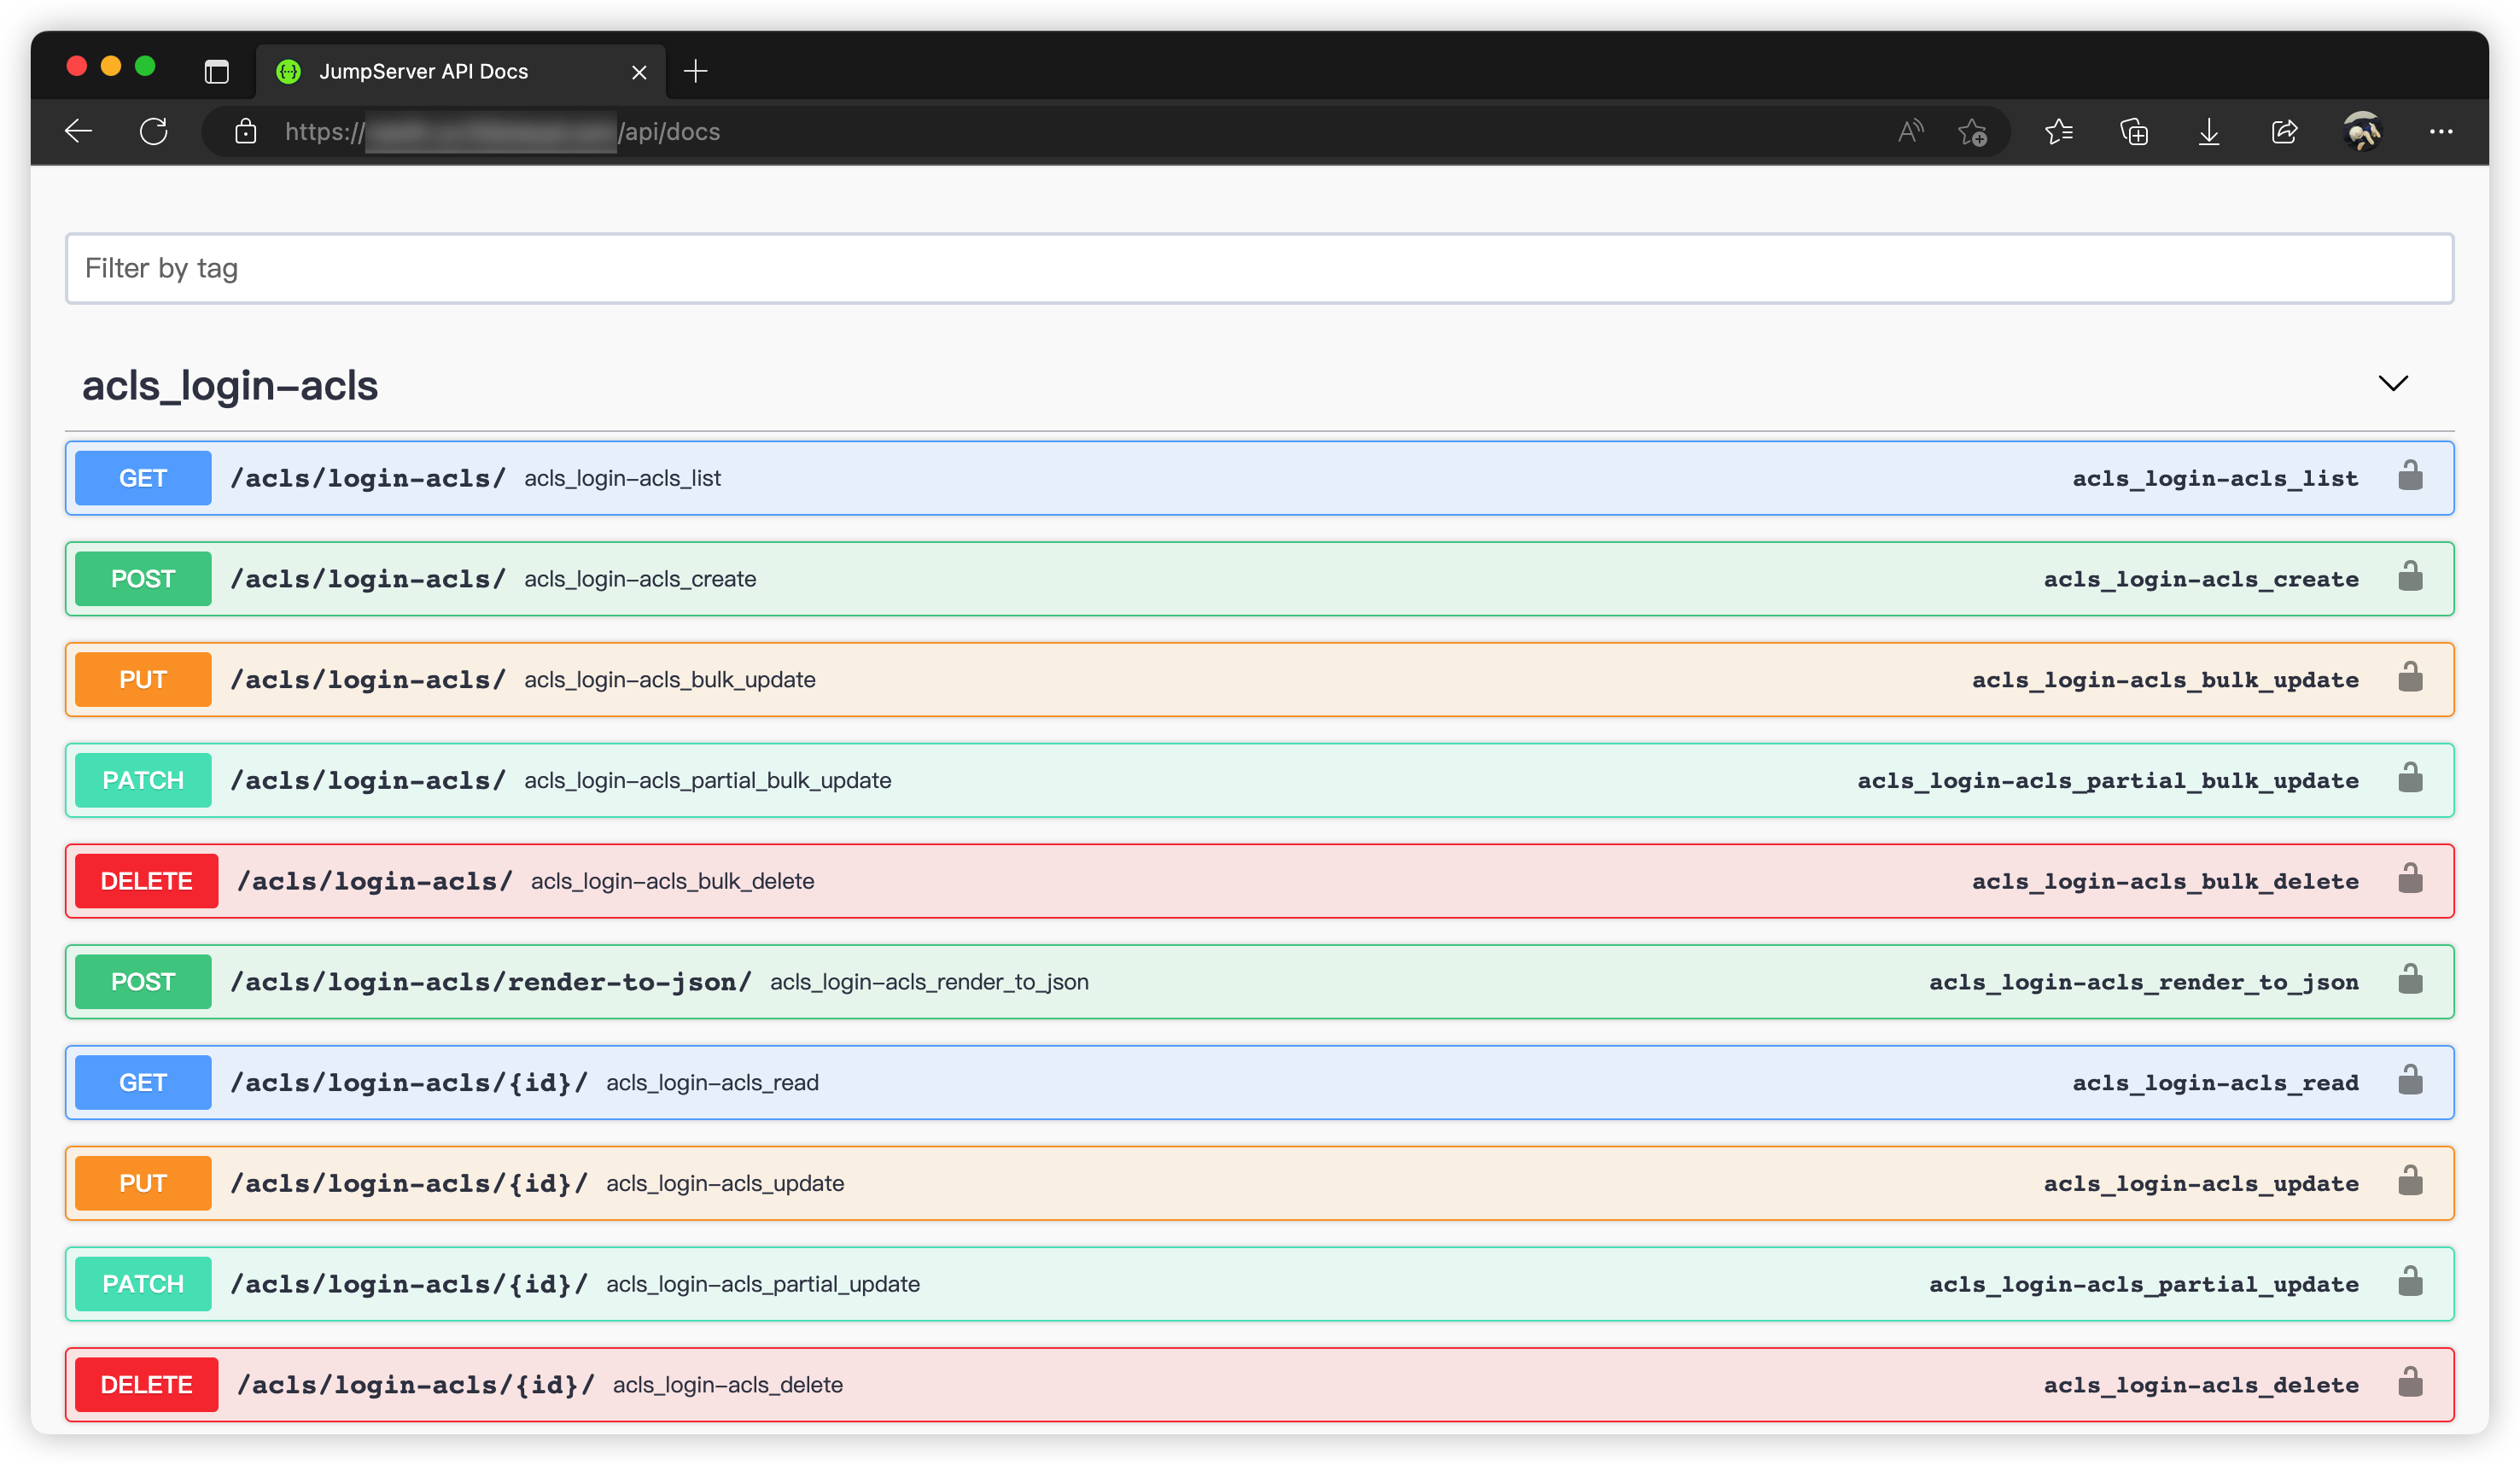 JumpServer API Docs
https:// /api/docs
Filter by tag
acls_login-acls
GET /acls/login-acls/ acls_login-acls_list acls_login-acls_list
POST /acls/login-acls/ acls_login-acls_create acls_login-acls_create
PUT /acls/login-acls/ acls_login-acls_bulk_update acls_login-acls_bulk_update
PATCH /acls/login-acls/ acls_login-acls_partial_bulk_update acls_login-acls_partial_bulk_update
DELETE /acls/login-acls/ acls_login-acls_bulk_delete acls_login-acls_bulk_delete
POST /acls/login-acls/render-to-json/ acls_login-acls_render_to_json acls_login-acls_render_to_json
GET /acls/login-acls/{id}/ acls_login-acls_read acls_login-acls_read
PUT /acls/login-acls/{id}/ acls_login-acls_update acls_login-acls_update
PATCH /acls/login-acls/{id}/ acls_login-acls_partial_update acls_login-acls_partial_update
DELETE /acls/login-acls/{id}/ acls_login-acls_delete acls_login-acls_delete